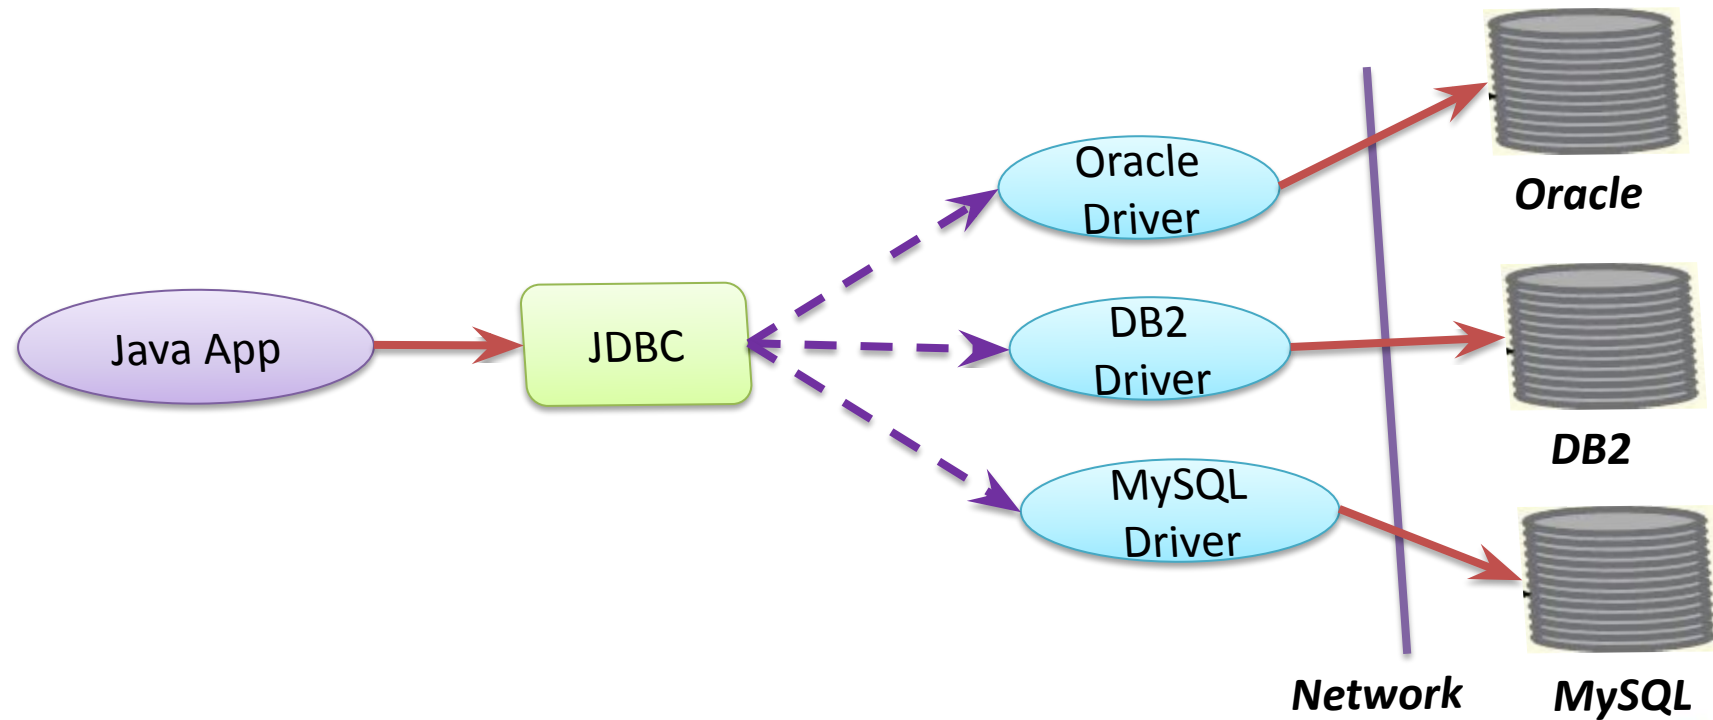 Java App
JDBC
Oracle
Driver
DB2
Driver
MySQL
Driver
Oracle
DB2
Network
MySQL